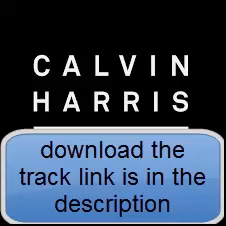 CALVIN
HARRIS
download the
track link is in the
description